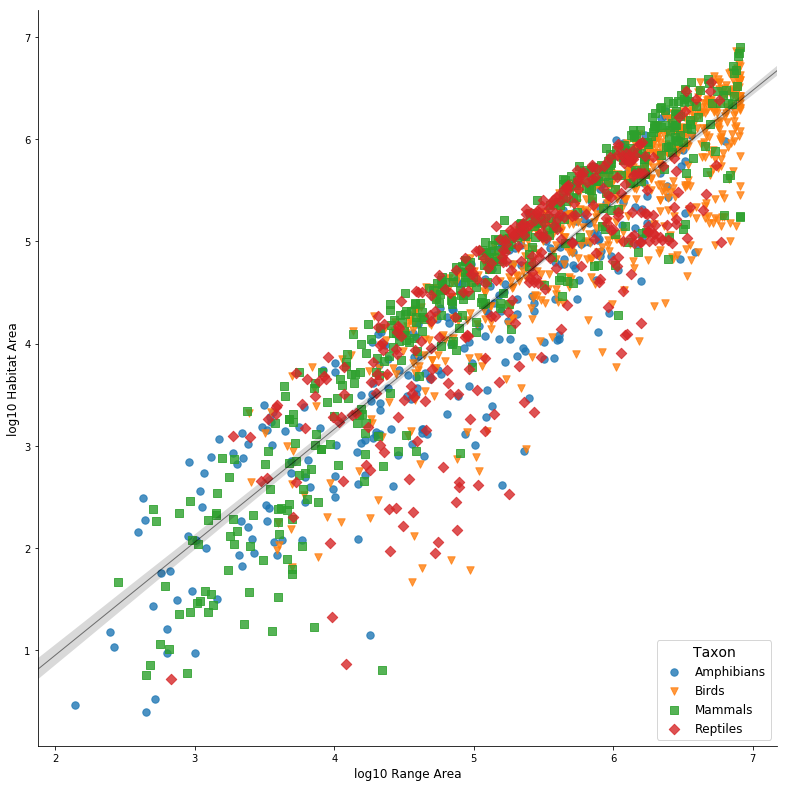 7
6
5
4
3
2
1
log10 Habitat Area
Taxon
Amphibians
Birds
Mammals
Reptiles
2 3 4 5 6 7
log10 Range Area